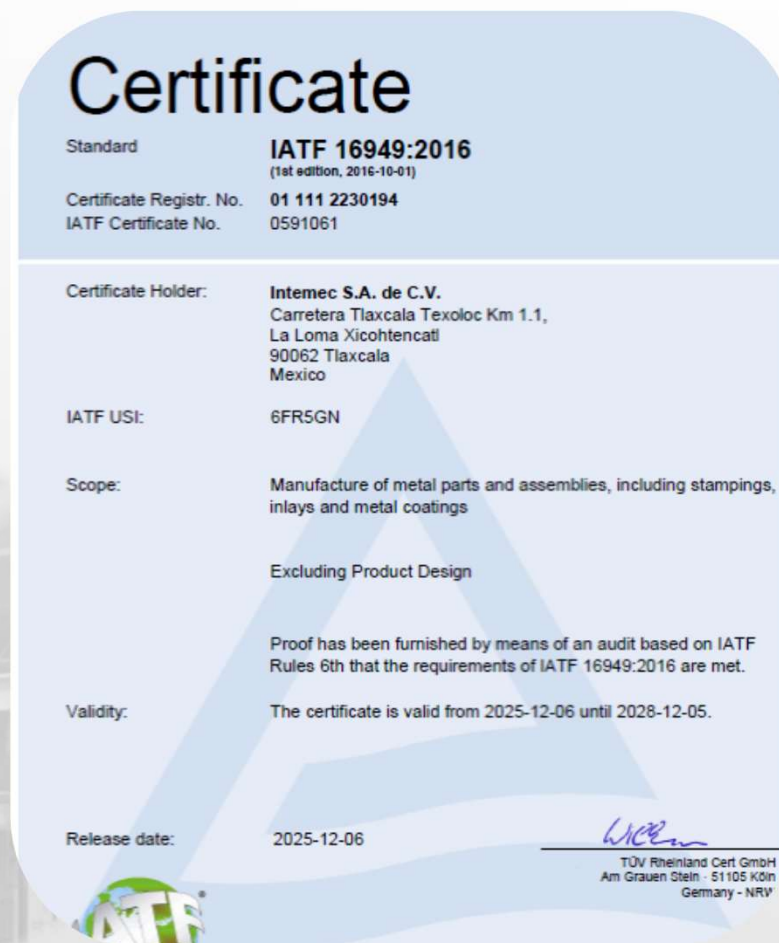 Certificate
Standard IATF 16949:2016
(1st edition, 2016-10-01)
Certificate Registr. No. 01 111 2230194
IATF Certificate No. 0591061
Certificate Holder: Intemec S.A. de C.V.
Carretera Tlaxcala Texoloc Km 1.1,
La Loma Xicohtencatl
90062 Tlaxcala
Mexico
IATF USI: 6FR5GN
Scope: Manufacture of metal parts and assemblies, including stampings,
inlays and metal coatings
Excluding Product Design
Proof has been furnished by means of an audit based on IATF
Rules 6th that the requirements of IATF 16949:2016 are met.
Validity: The certificate is valid from 2025-12-06 until 2028-12-05.
Release date: 2025-12-06
TÜV Rheinland Cert GmbH
Am Grauen Stein · 51105 Köln
Germany - NRW
IATF